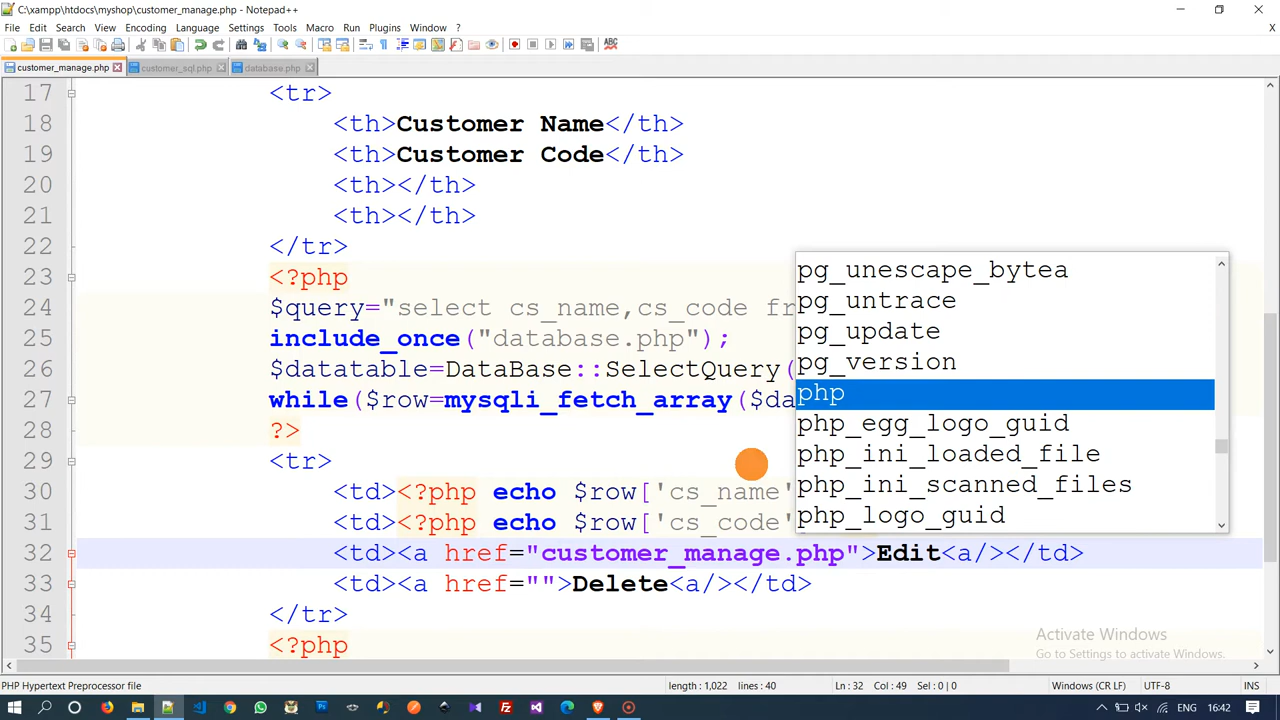 C:\xampp\htdocs\myshop\customer_manage.php - Notepad++
File Edit Search View Encoding Language Settings Tools Macro Run Plugins Window ?
X
customer_manage.php customer_sql.php database.php
17 <tr>
18 <th>Customer Name</th>
19 <th>Customer Code</th>
20 <th></th>
21 <th></th>
22 </tr>
23 <?php
24 $query="select cs_name,cs_code fr
25 include_once("database.php");
26 $datatable=DataBase::SelectQuery(
27 while($row=mysqli_fetch_array($da
28 ?>
29 <tr>
30 <td><?php echo $row['cs_name'
31 <td><?php echo $row['cs_code'
32 <td><a href="customer_manage.php">Edit<a/></td>
33 <td><a href="">Delete<a/></td>
34 </tr>
35 <?php
pg_unescape_bytea
pg_untrace
pg_update
pg_version
php
php_egg_logo_guid
php_ini_loaded_file
php_ini_scanned_files
php_logo_guid
Activate Windows
Go to Settings to activate Windows.
PHP Hypertext Preprocessor file length : 1,022 lines : 40 Ln : 32 Col : 49 Sel : 0 | 0 Windows (CR LF) UTF-8 INS
ENG 16:42